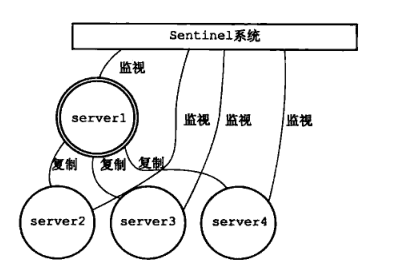 Sentinel系统
监视
server1
监视
监视
监视
复制
复制
复制
server2
server3
server4